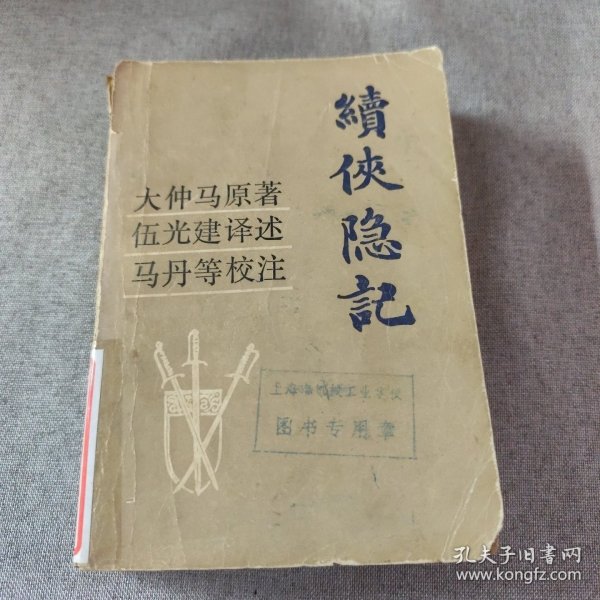 續俠隐記
大仲马原著
伍光建译述
马丹等校注
图书专用章
孔夫子旧书网
www.kongfz.com